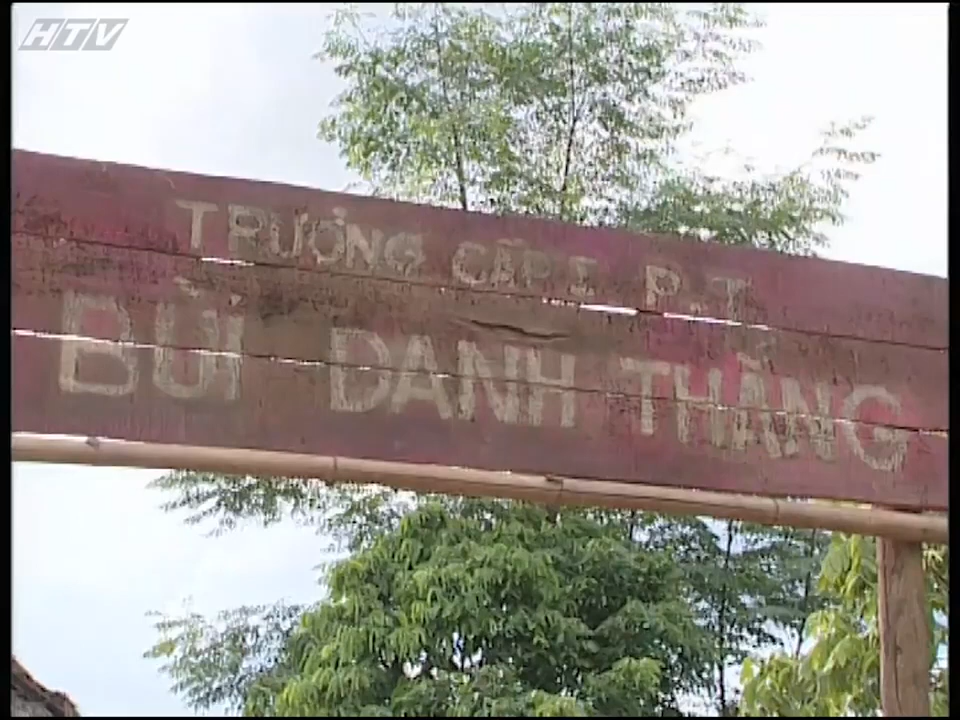 HTV
TRƯỜNG CẤP I P.T
BÙI DANH THẮNG